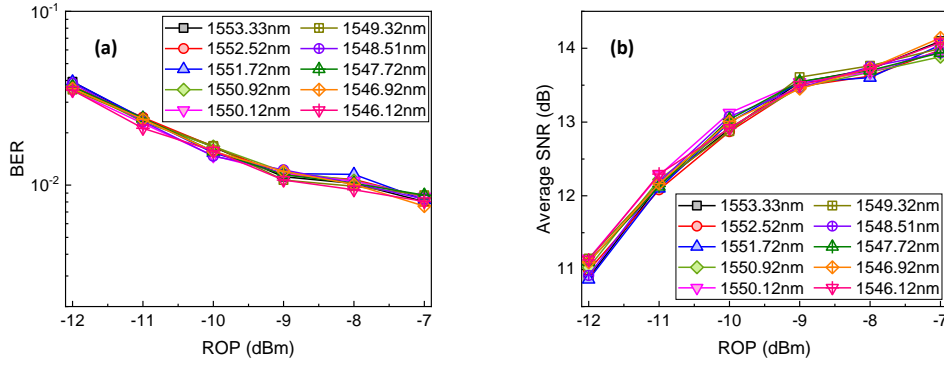 (a)
10⁻¹
10⁻²
BER
1553.33nm 1549.32nm
1552.52nm 1548.51nm
1551.72nm 1547.72nm
1550.92nm 1546.92nm
1550.12nm 1546.12nm
-12 -11 -10 -9 -8 -7
ROP (dBm)
(b)
14
13
12
11
Average SNR (dB)
1553.33nm 1549.32nm
1552.52nm 1548.51nm
1551.72nm 1547.72nm
1550.92nm 1546.92nm
1550.12nm 1546.12nm
-12 -11 -10 -9 -8 -7
ROP (dBm)